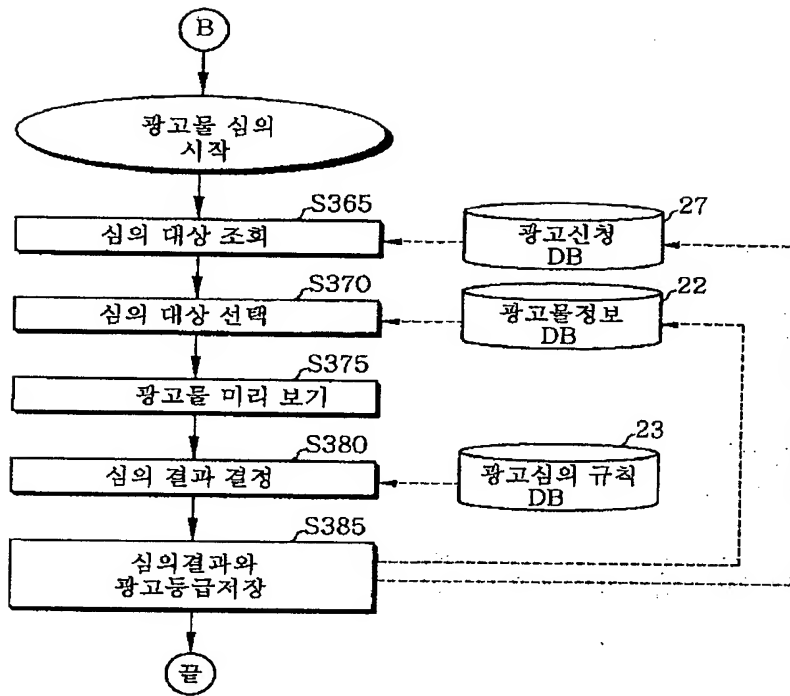 B
광고물 심의
시작
S365
심의 대상 조회
27
광고신청
DB
S370
심의 대상 선택
22
광고물정보
DB
S375
광고물 미리 보기
S380
심의 결과 결정
23
광고심의 규칙
DB
S385
심의결과와
광고등급저장
끝